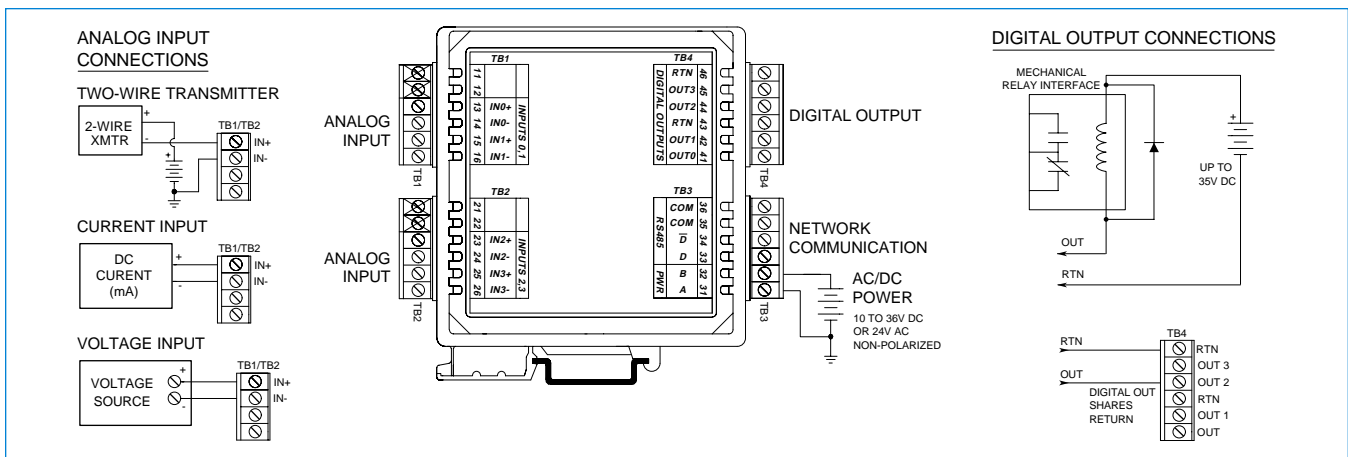 ANALOG INPUT
CONNECTIONS
TWO-WIRE TRANSMITTER
2-WIRE
XMTR
+
-
+
TB1/TB2
IN+
IN-
CURRENT INPUT
DC
CURENT
(mA)
+
-
TB1/TB2
IN+
IN-
VOLTAGE INPUT
VOLTAGE
SOURCE
+
-
TB1/TB2
IN+
IN-
ANALOG
INPUT
TB1
TB1
11
12
13 IN0+
14 IN0-
15 IN1+
16 IN1-
INPUTS 0,1
ANALOG
INPUT
TB2
TB2
21
22
23 IN2+
24 IN2-
25 IN3+
26 IN3-
INPUTS 2,3
TB4
DIGITAL OUTPUTS
RTN 46
OUT3 45
OUT2 44
RTN 43
OUT1 42
OUT0 41
TB4
DIGITAL OUTPUT
TB3
RS485
COM 36
COM 35
D̅ 34
D 33
PWR
B 32
A 31
TB3
NETWORK
COMMUNICATION
AC/DC
POWER
+
10 TO 36V DC
OR 24V AC
NON-POLARIZED
DIGITAL OUTPUT CONNECTIONS
MECHANICAL
RELAY INTERFACE
+
UP TO
35V DC
OUT
RTN
TB4
RTN
OUT
DIGITAL OUT
SHARES
RETURN
RTN
OUT 3
OUT 2
RTN
OUT 1
OUT